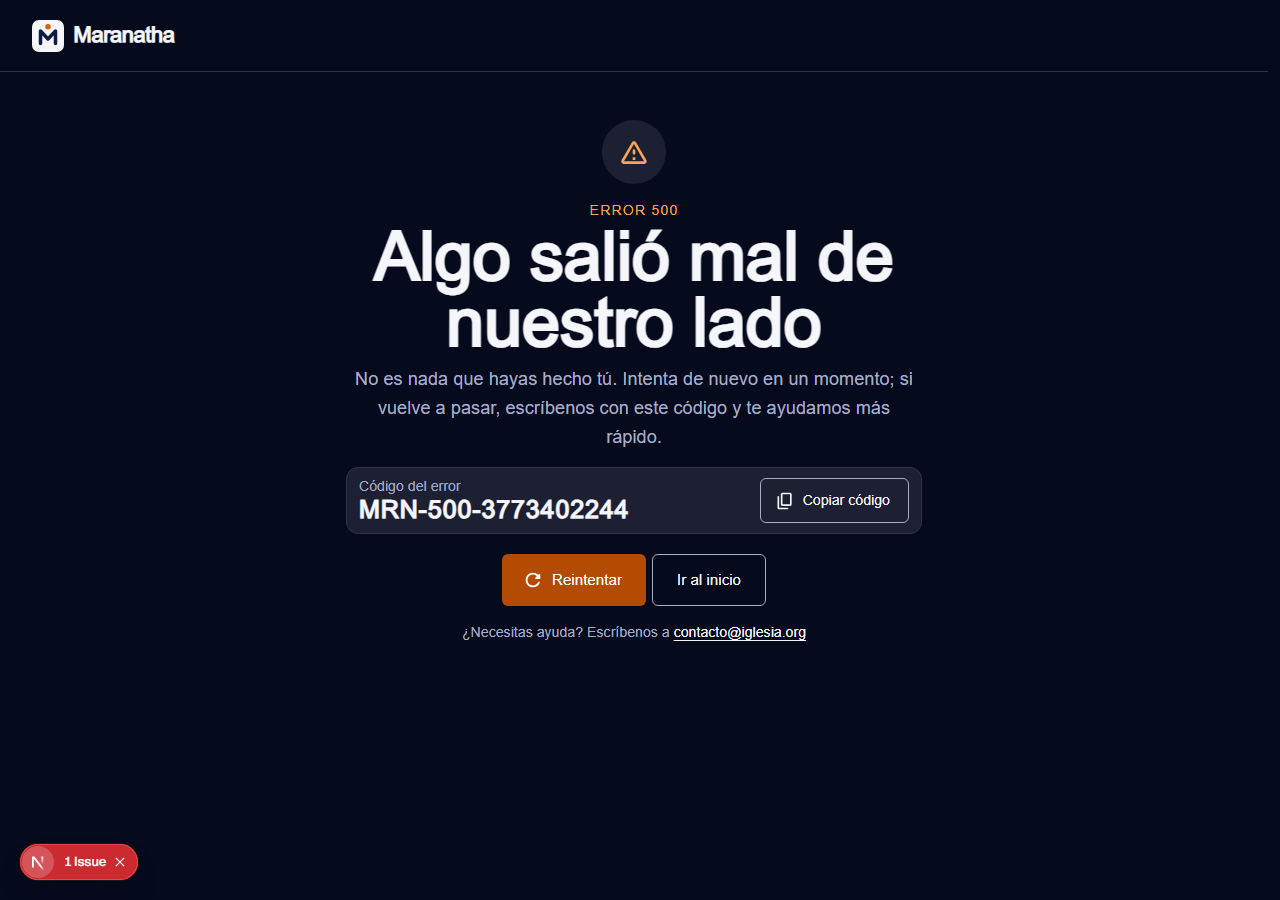 Maranatha
ERROR 500
Algo salió mal de
nuestro lado
No es nada que hayas hecho tú. Intenta de nuevo en un momento; si
vuelve a pasar, escríbenos con este código y te ayudamos más
rápido.
Código del error
MRN-500-3773402244
Copiar código
Reintentar
Ir al inicio
¿Necesitas ayuda? Escríbenos a contacto@iglesia.org
N 1 Issue